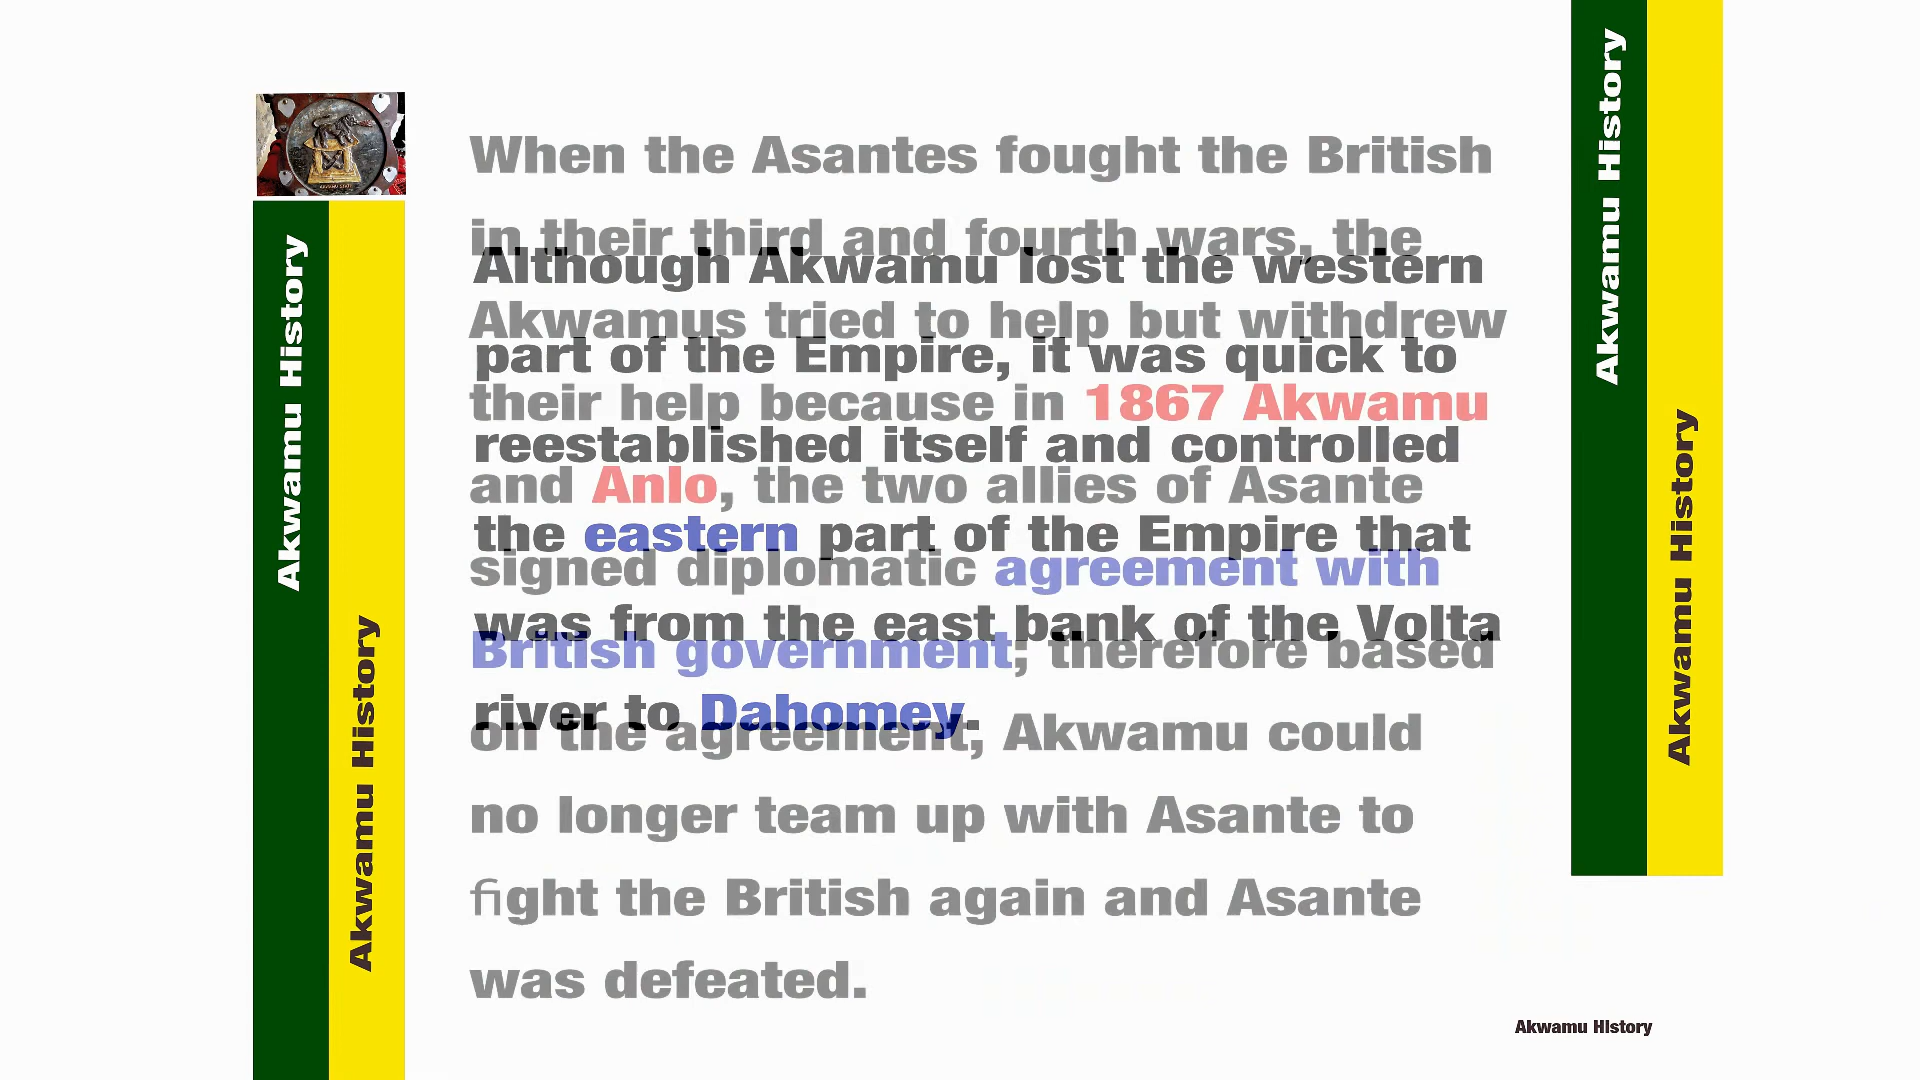 When the Asantes fought the British
in their third and fourth wars, the
Akwamus tried to help but withdrew
their help because in 1867 Akwamu
and Anlo, the two allies of Asante
signed diplomatic agreement with
British government; therefore based
on the agreement; Akwamu could
no longer team up with Asante to
fight the British again and Asante
was defeated.
Although Akwamu lost the western
part of the Empire, it was quick to
reestablished itself and controlled
the eastern part of the Empire that
was from the east bank of the Volta
river to Dahomey.
Akwamu History
Akwamu History
Akwamu History
Akwamu History
Akwamu HIstory